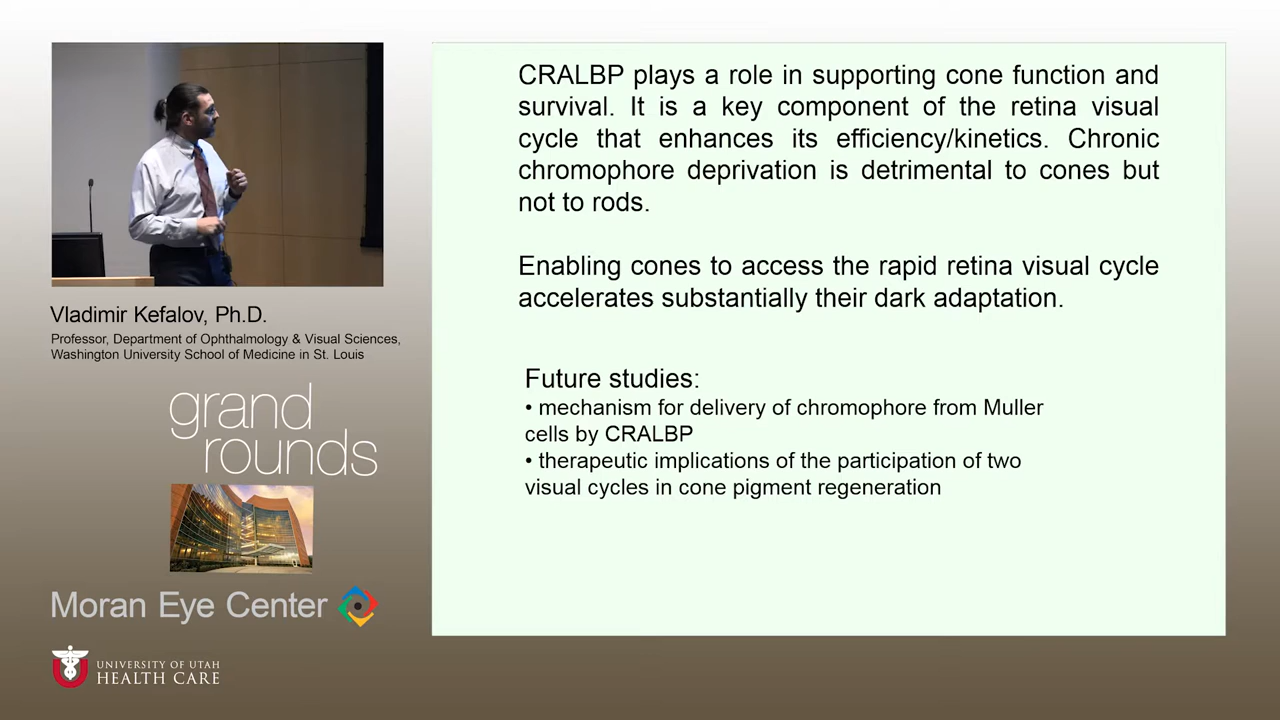 CRALBP plays a role in supporting cone function and
survival. It is a key component of the retina visual
cycle that enhances its efficiency/kinetics. Chronic
chromophore deprivation is detrimental to cones but
not to rods.
Enabling cones to access the rapid retina visual cycle
accelerates substantially their dark adaptation.
Future studies:
• mechanism for delivery of chromophore from Muller
cells by CRALBP
• therapeutic implications of the participation of two
visual cycles in cone pigment regeneration
Vladimir Kefalov, Ph.D.
Professor, Department of Ophthalmology & Visual Sciences,
Washington University School of Medicine in St. Louis
grand
rounds
Moran Eye Center
UNIVERSITY OF UTAH
HEALTH CARE